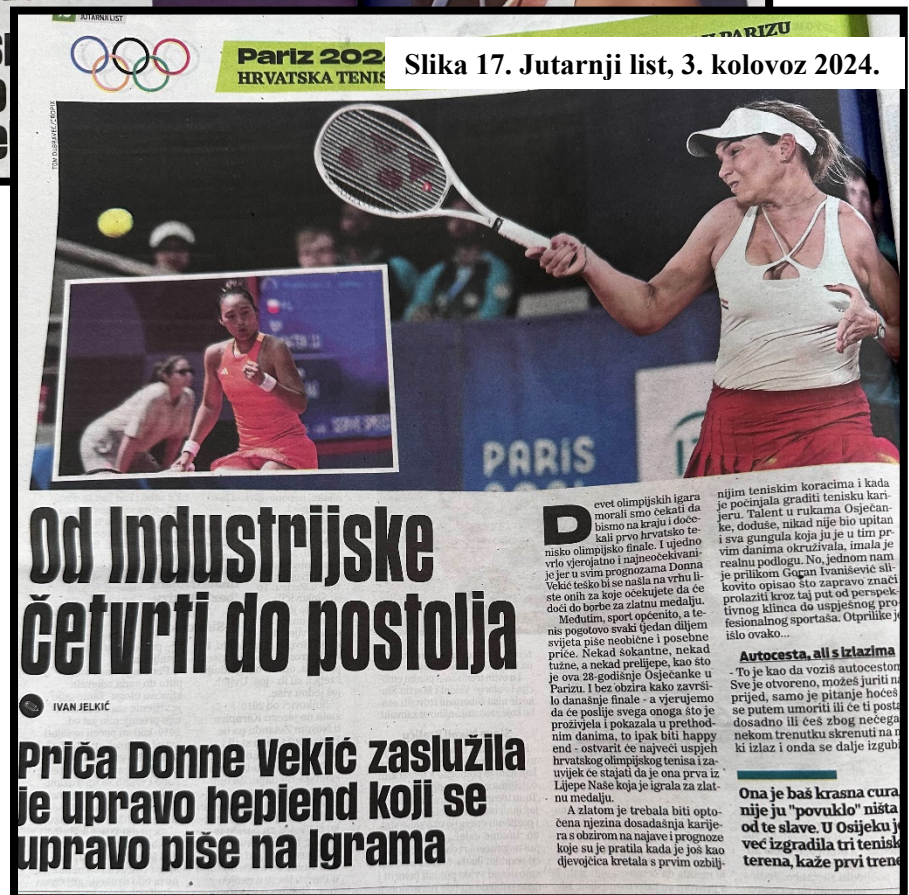 JUTARNJI LIST
Pariz 202
HRVATSKA TENIS
PARIZU
Slika 17. Jutarnji list, 3. kolovoz 2024.
TOM DUBRAVEC/CROPIX
PARIS
Od Industrijske
četvrti do postolja
IVAN JELKIĆ
Priča Donne Vekić zaslužila
je upravo hepiend koji se
upravo piše na Igrama
Devet olimpijskih igara
morali smo čekati da
bismo na kraju i doče-
kali prvo hrvatsko te-
nisko olimpijsko finale. I ujedno
vrlo vjerojatno i najneočekivani-
je jer u svim prognozama Donna
Vekić teško bi se našla na vrhu li-
ste onih za koje očekujete da će
doći do borbe za zlatnu medalju.
Međutim, sport općenito, a te-
nis pogotovo svaki tjedan diljem
svijeta piše neobične i posebne
priče. Nekad šokantne, nekad
tužne, a nekad prelijepe, kao što
je ova 28-godišnje Osječanke u
Parizu. I bez obzira kako završi-
lo današnje finale - a vjerujemo
da će poslije svega onoga što je
proživjela i pokazala u prethod-
nim danima, to ipak biti happy
end - ostvarit će najveći uspjeh
hrvatskog olimpijskog tenisa i za-
uvijek će stajati da je ona prva iz
Lijepe Naše koja je igrala za zlat-
nu medalju.
A zlatom je trebala biti opto-
čena njezina dosadašnja karije-
ra s obzirom na najave i prognoze
koje su je pratila kada je još kao
djevojčica kretala s prvim ozbilj-
nijim teniskim koracima i kada
je počinjala graditi tenisku kari-
jeru. Talent u rukama Osječan-
ke, doduše, nikad nije bio upitan
i sva gungula koja ju je u tim pr-
vim danima okruživala, imala je
realnu podlogu. No, jednom nam
je prilikom Goran Ivanišević sli-
kovito opisao što zapravo znači
prolaziti kroz taj put od perspek-
tivnog klinca do uspješnog pro-
fesionalnog sportaša. Otprilike je
išlo ovako...
Autocesta, ali s izlazima
- To je kao da voziš autocestom
Sve je otvoreno, možeš juriti na
prijed, samo je pitanje hoćeš
se putem umoriti ili će ti posta
dosadno ili ćeš zbog nečega
nekom trenutku skrenuti na n
ki izlaz i onda se dalje izgubi
Ona je baš krasna cura,
nije ju "povuklo" ništa
od te slave. U Osijeku je
već izgradila tri tenisk
terena, kaže prvi trene